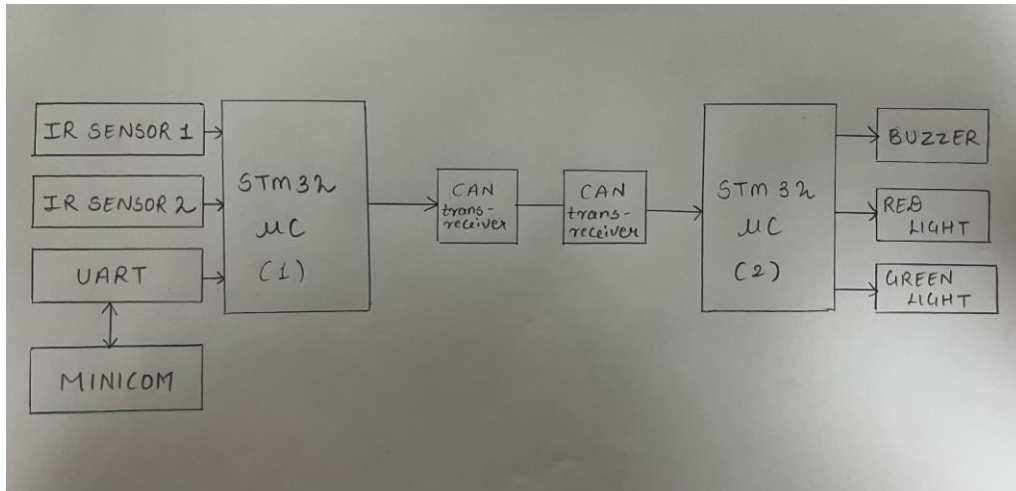 IR SENSOR 1
IR SENSOR 2
UART
MINICOM
STM32
μC
(1)
CAN
trans-
receiver
CAN
trans-
receiver
STM32
μC
(2)
BUZZER
RED
LIGHT
GREEN
LIGHT